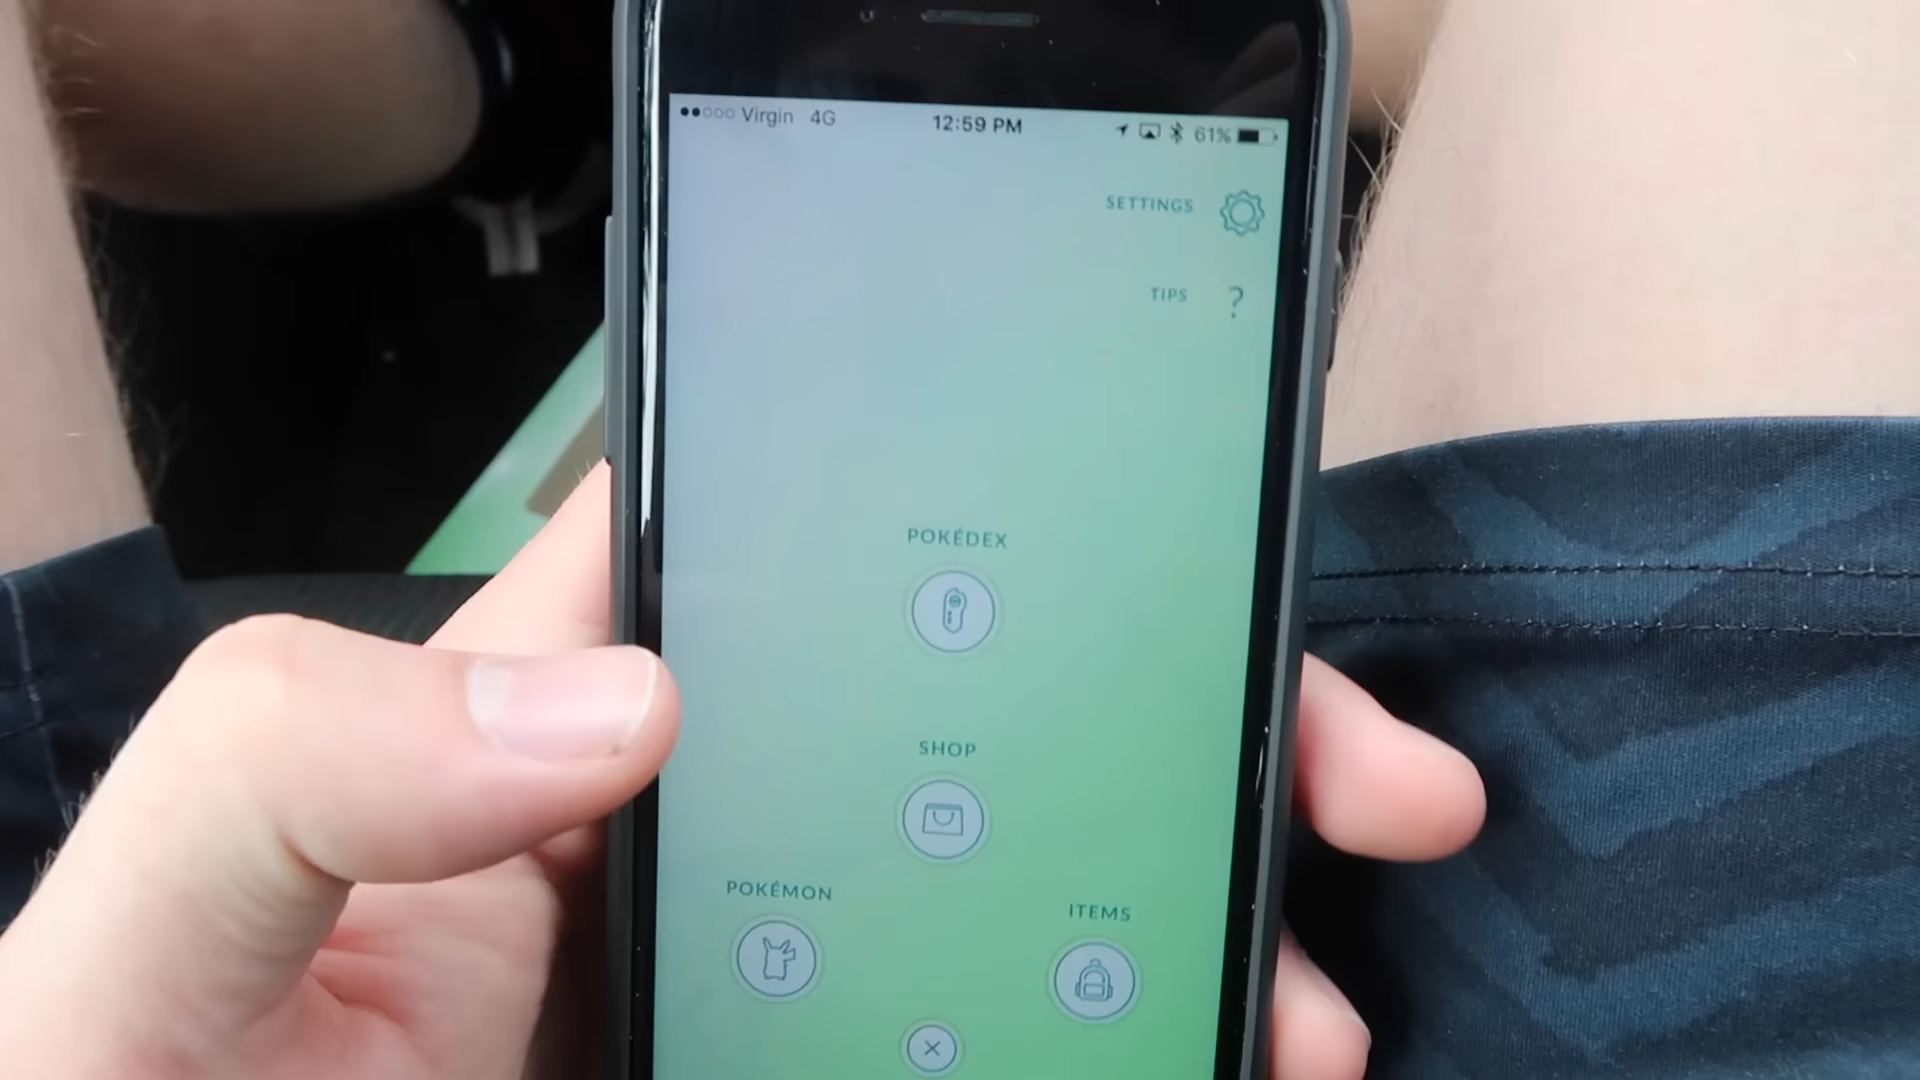 Virgin 4G 12:59 PM 61%
SETTINGS
TIPS ?
POKÉDEX
SHOP
POKÉMON
ITEMS